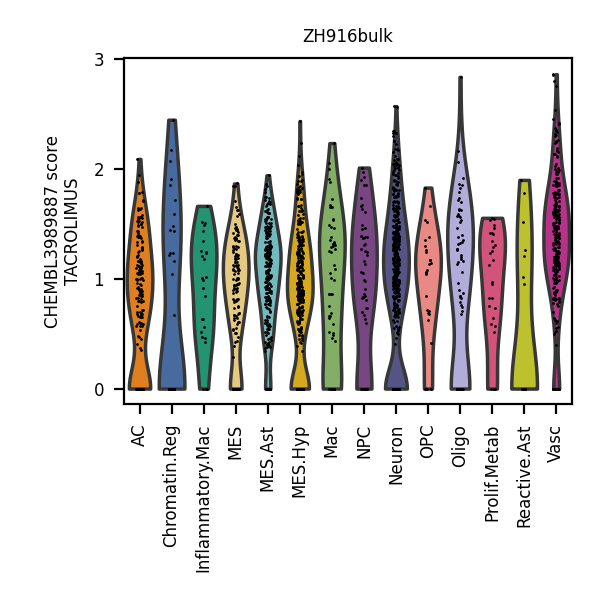 ZH916bulk
CHEMBL3989887 score
TACROLIMUS
3
2
1
0
AC
Chromatin.Reg
Inflammatory.Mac
MES
MES.Ast
MES.Hyp
Mac
NPC
Neuron
OPC
Oligo
Prolif.Metab
Reactive.Ast
Vasc